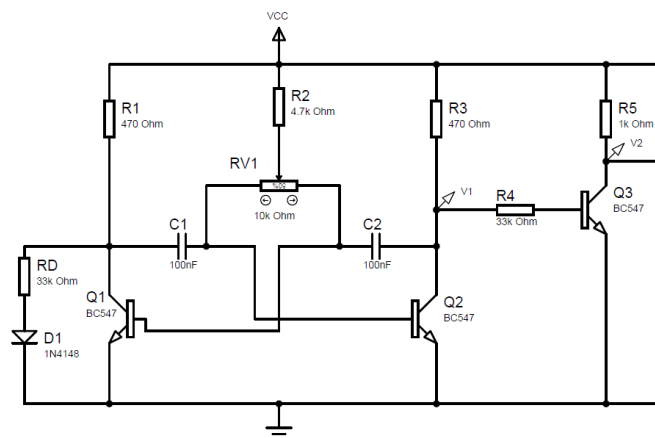 VCC
R1
470 Ohm
R2
4.7k Ohm
R3
470 Ohm
R5
1k Ohm
RV1
50%
10k Ohm
V1
V2
R4
33k Ohm
Q3
BC547
C1
100nF
C2
100nF
RD
33k Ohm
Q1
BC547
Q2
BC547
D1
1N4148